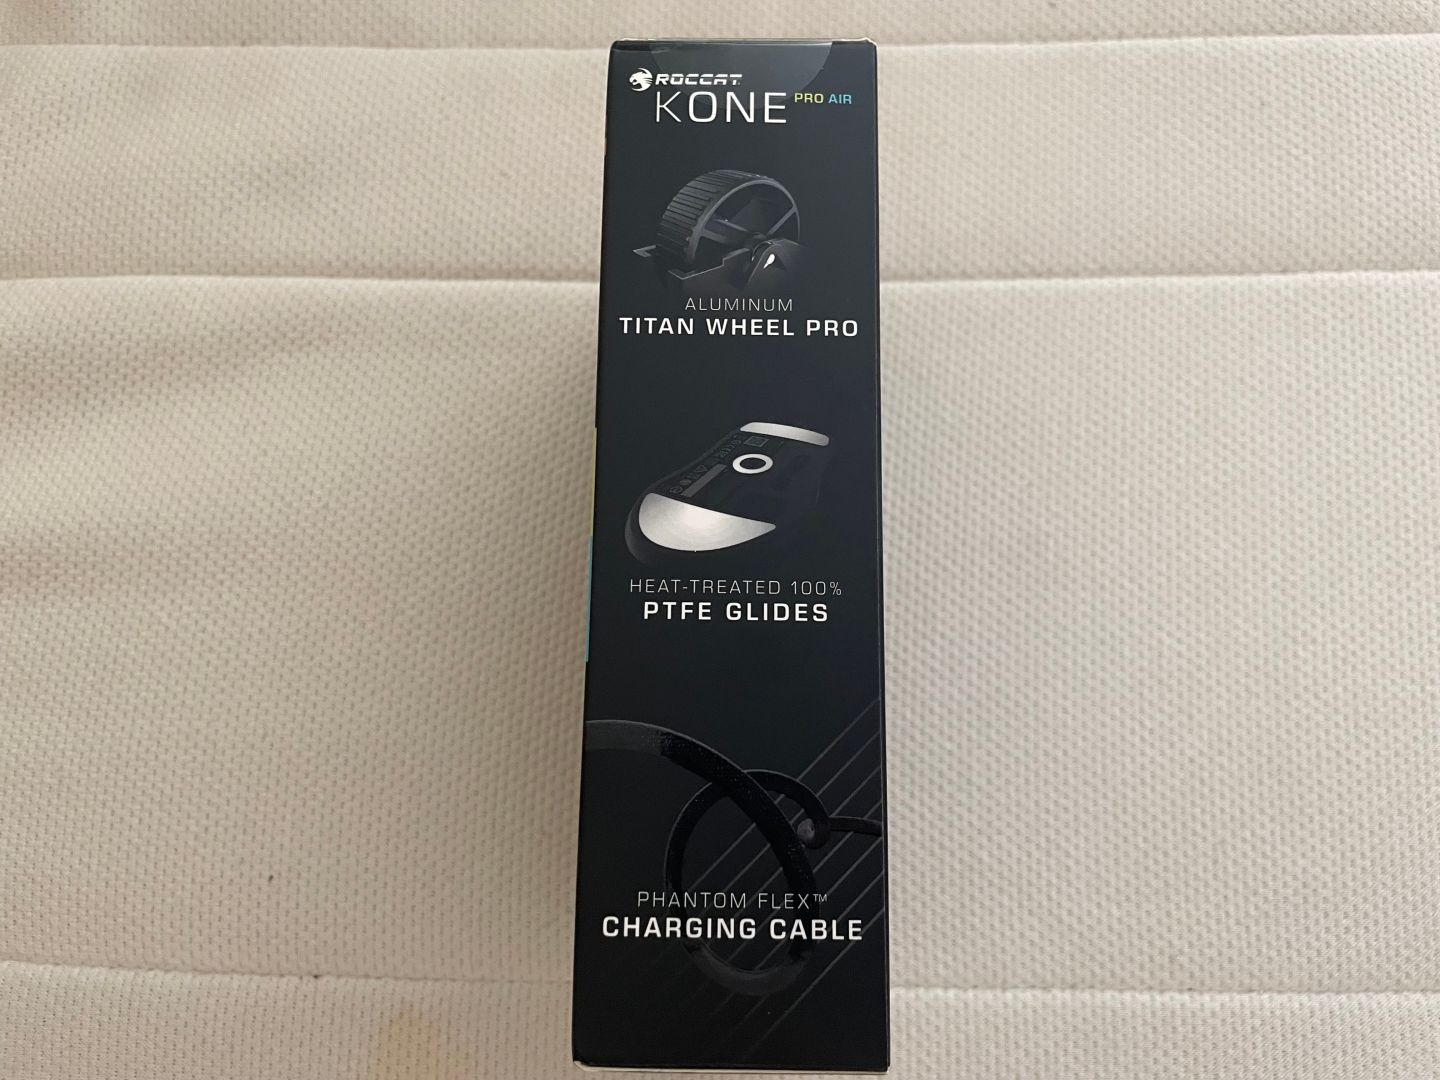 ROCCAT
KONE PRO AIR
ALUMINUM
TITAN WHEEL PRO
HEAT-TREATED 100%
PTFE GLIDES
PHANTOM FLEX™
CHARGING CABLE